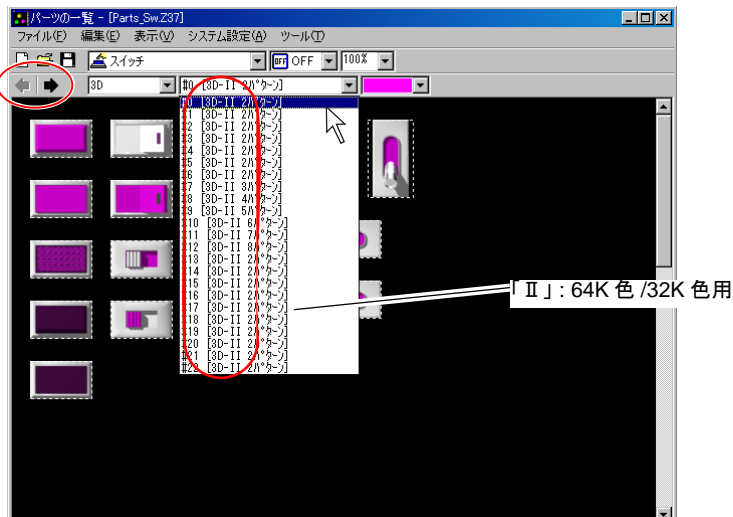 パーツの一覧 - [Parts_Sw.Z37]
ファイル(F) 編集(E) 表示(V) システム設定(A) ツール(T)
スイッチ OFF OFF 100%
3D #0 [3D-II 2パターン]
#0 [3D-II 2パターン]
#1 [3D-II 2パターン]
#2 [3D-II 2パターン]
#3 [3D-II 2パターン]
#4 [3D-II 2パターン]
#5 [3D-II 2パターン]
#6 [3D-II 2パターン]
#7 [3D-II 3パターン]
#8 [3D-II 4パターン]
#9 [3D-II 5パターン]
#10 [3D-II 6パターン]
#11 [3D-II 7パターン]
#12 [3D-II 8パターン]
#13 [3D-II 2パターン]
#14 [3D-II 2パターン]
#15 [3D-II 2パターン]
#16 [3D-II 2パターン]
#17 [3D-II 2パターン]
#18 [3D-II 2パターン]
#19 [3D-II 2パターン]
#20 [3D-II 2パターン]
#21 [3D-II 2パターン]
#22 [3D-II 2パターン]
「Ⅱ」: 64K 色 /32K 色用